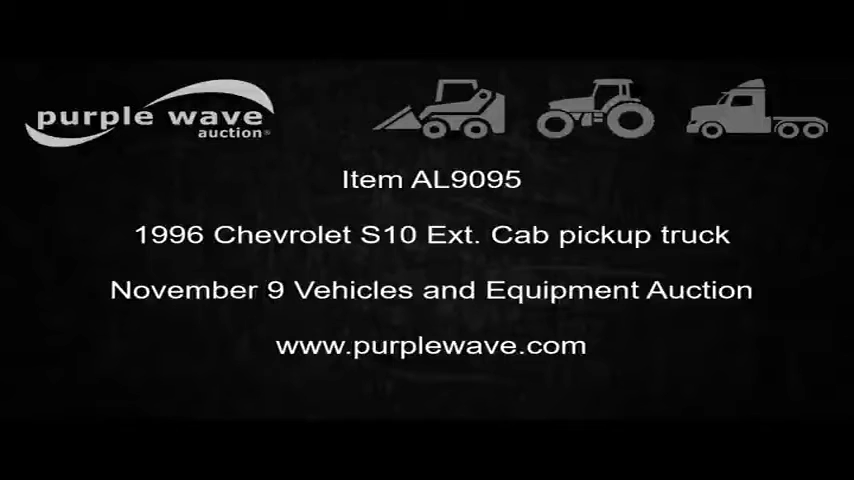 purple wave
auction®
Item AL9095
1996 Chevrolet S10 Ext. Cab pickup truck
November 9 Vehicles and Equipment Auction
www.purplewave.com